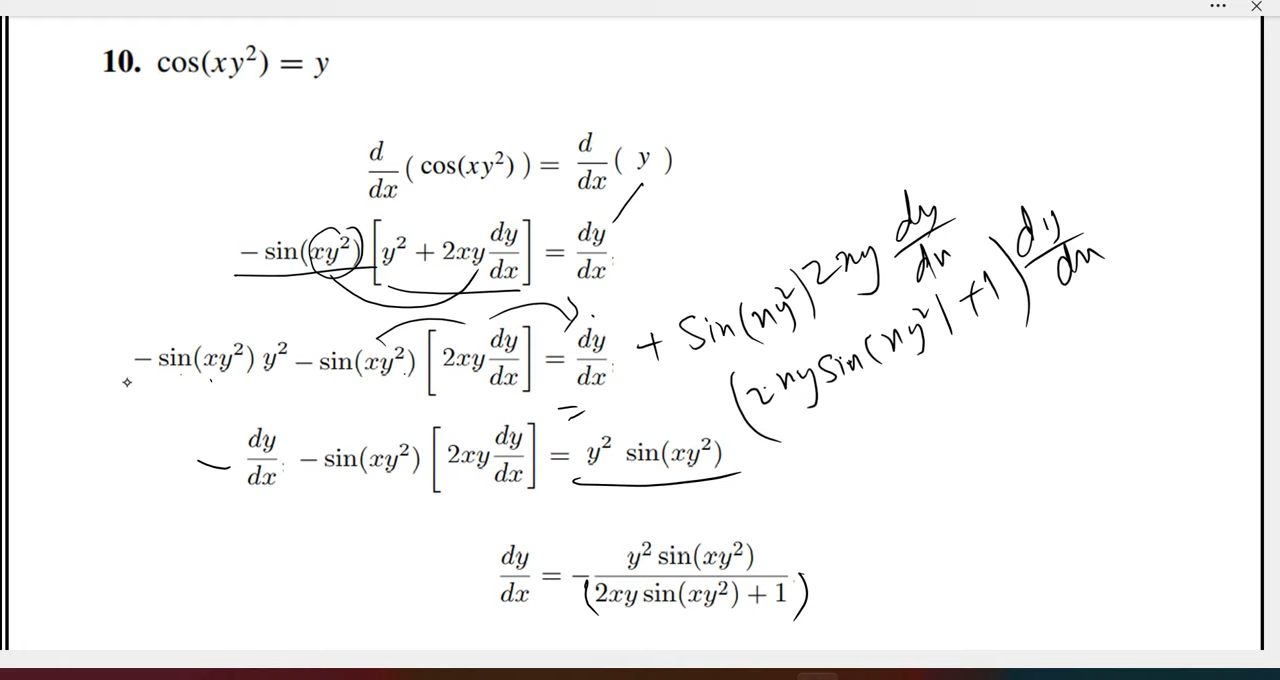 10. cos(xy²) = y
d/dx ( cos(xy²) ) = d/dx ( y )
− sin(xy²) [ y² + 2xy dy/dx ] = dy/dx
− sin(xy²) y² − sin(xy²) [ 2xy dy/dx ] = dy/dx + Sin(xy²) 2xy dy/dx
= (2xy Sin(xy²) + 1) dy/dx
− dy/dx − sin(xy²) [ 2xy dy/dx ] = y² sin(xy²)
dy/dx = − y² sin(xy²) / (2xy sin(xy²) + 1)